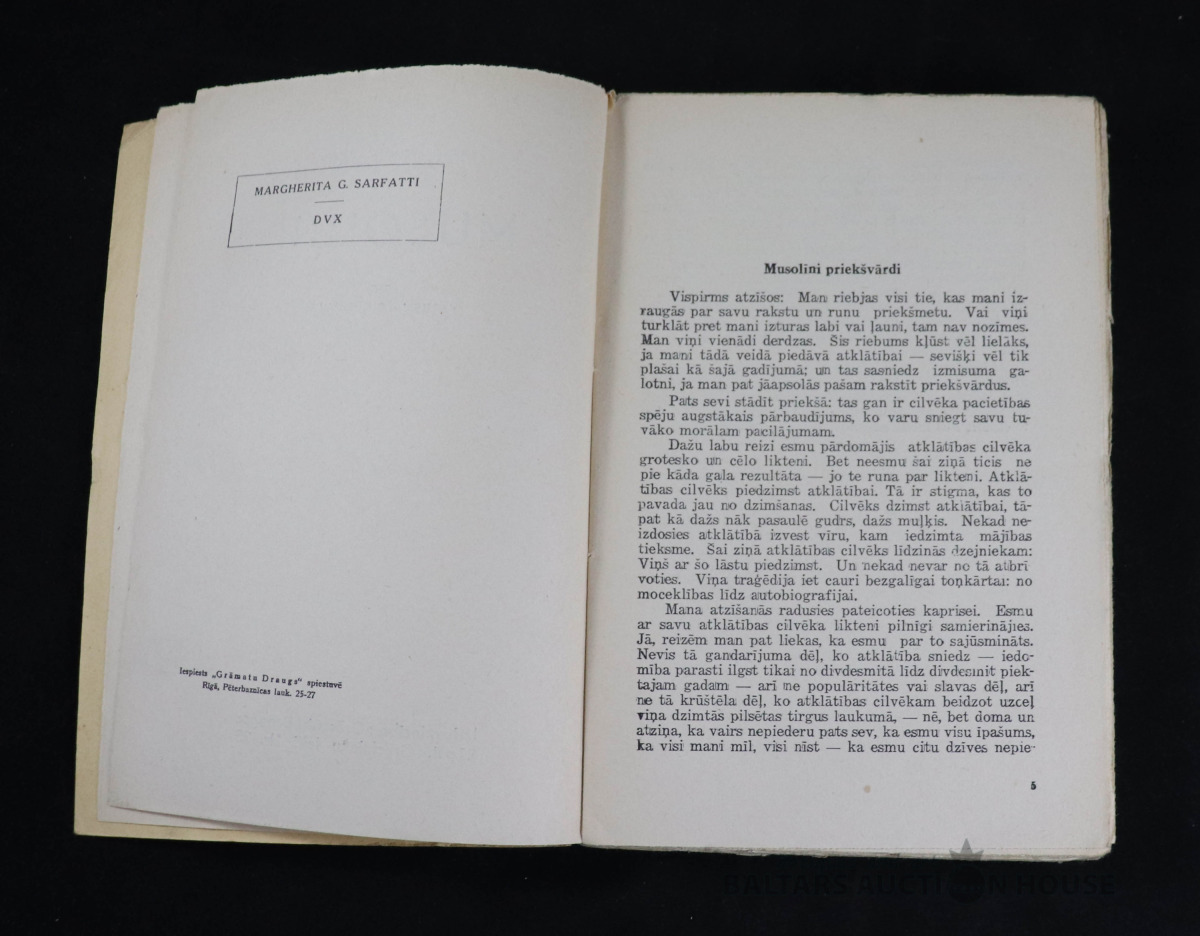 MARGHERITA G. SARFATTI
DVX
Iespiests „Grāmatu Draugs“ spiestuvē
Rīgā, Pēterbaznīcas lauk. 25-27
Musolīni priekšvārdi
Vispirms atzīšos: Man riebjas visi tie, kas mani iz-
raugās par savu rakstu un runu priekšmetu. Vai viņi
turklāt pret mani izturas labi vai ļauni, tam nav nozīmes.
Man viņi vienādi derdzas. Šis riebums kļūst vēl lielāks,
ja mani tādā veidā piedāvā atklātībai — sevišķi vēl tik
plašai kā šajā gadījumā; un tas sasniedz izmisuma ga-
lotni, ja man pat jāapsolās pašam rakstīt priekšvārdus.
Pats sevi stādīt priekšā: tas gan ir cilvēka pacietības
spēju augstākais pārbaudījums, ko varu sniegt savu tu-
vāko morālam pacilājumam.
Dažu labu reizi esmu pārdomājis atklātības cilvēka
grotesko un cēlo likteni. Bet neesmu šai ziņā ticis ne
pie kāda gala rezultāta — jo te runa par likteni. Atklā-
tības cilvēks piedzimst atklātībai. Tā ir stigma, kas to
pavada jau no dzimšanas. Cilvēks dzimst atklātībai, tā-
pat kā dažs nāk pasaulē gudrs, dažs muļķis. Nekad ne-
izdosies atklātībā izvest vīru, kam iedzimta mājības
tieksme. Šai ziņā atklātības cilvēks līdzinās dzejniekam:
Viņš ar šo lāstu piedzimst. Un nekad nevar no tā atbrī
voties. Viņa traģēdija iet cauri bezgalīgai toņkārtai: no
moceklības līdz autobiografijai.
Mana atzīšanās radusies pateicoties kaprisei. Esmu
ar savu atklātības cilvēka likteni pilnīgi samierinājies.
Jā, reizēm man pat liekas, ka esmu par to sajūsmināts.
Nevis tā gandarījuma dēļ, ko atklātība sniedz — iedo-
mība parasti ilgst tikai no divdesmitā līdz divdesmit piek-
tajam gadam — arī ne populāritātes vai slavas dēļ, arī
ne tā krūštēla dēļ, ko atklātības cilvēkam beidzot uzceļ
viņa dzimtās pilsētas tirgus laukumā, — nē, bet doma un
atziņa, ka vairs nepiederu pats sev, ka esmu visu īpašums,
ka visi mani mīl, visi nīst — ka esmu citu dzīves nepie-
5
BALTARS AUCTION HOUSE